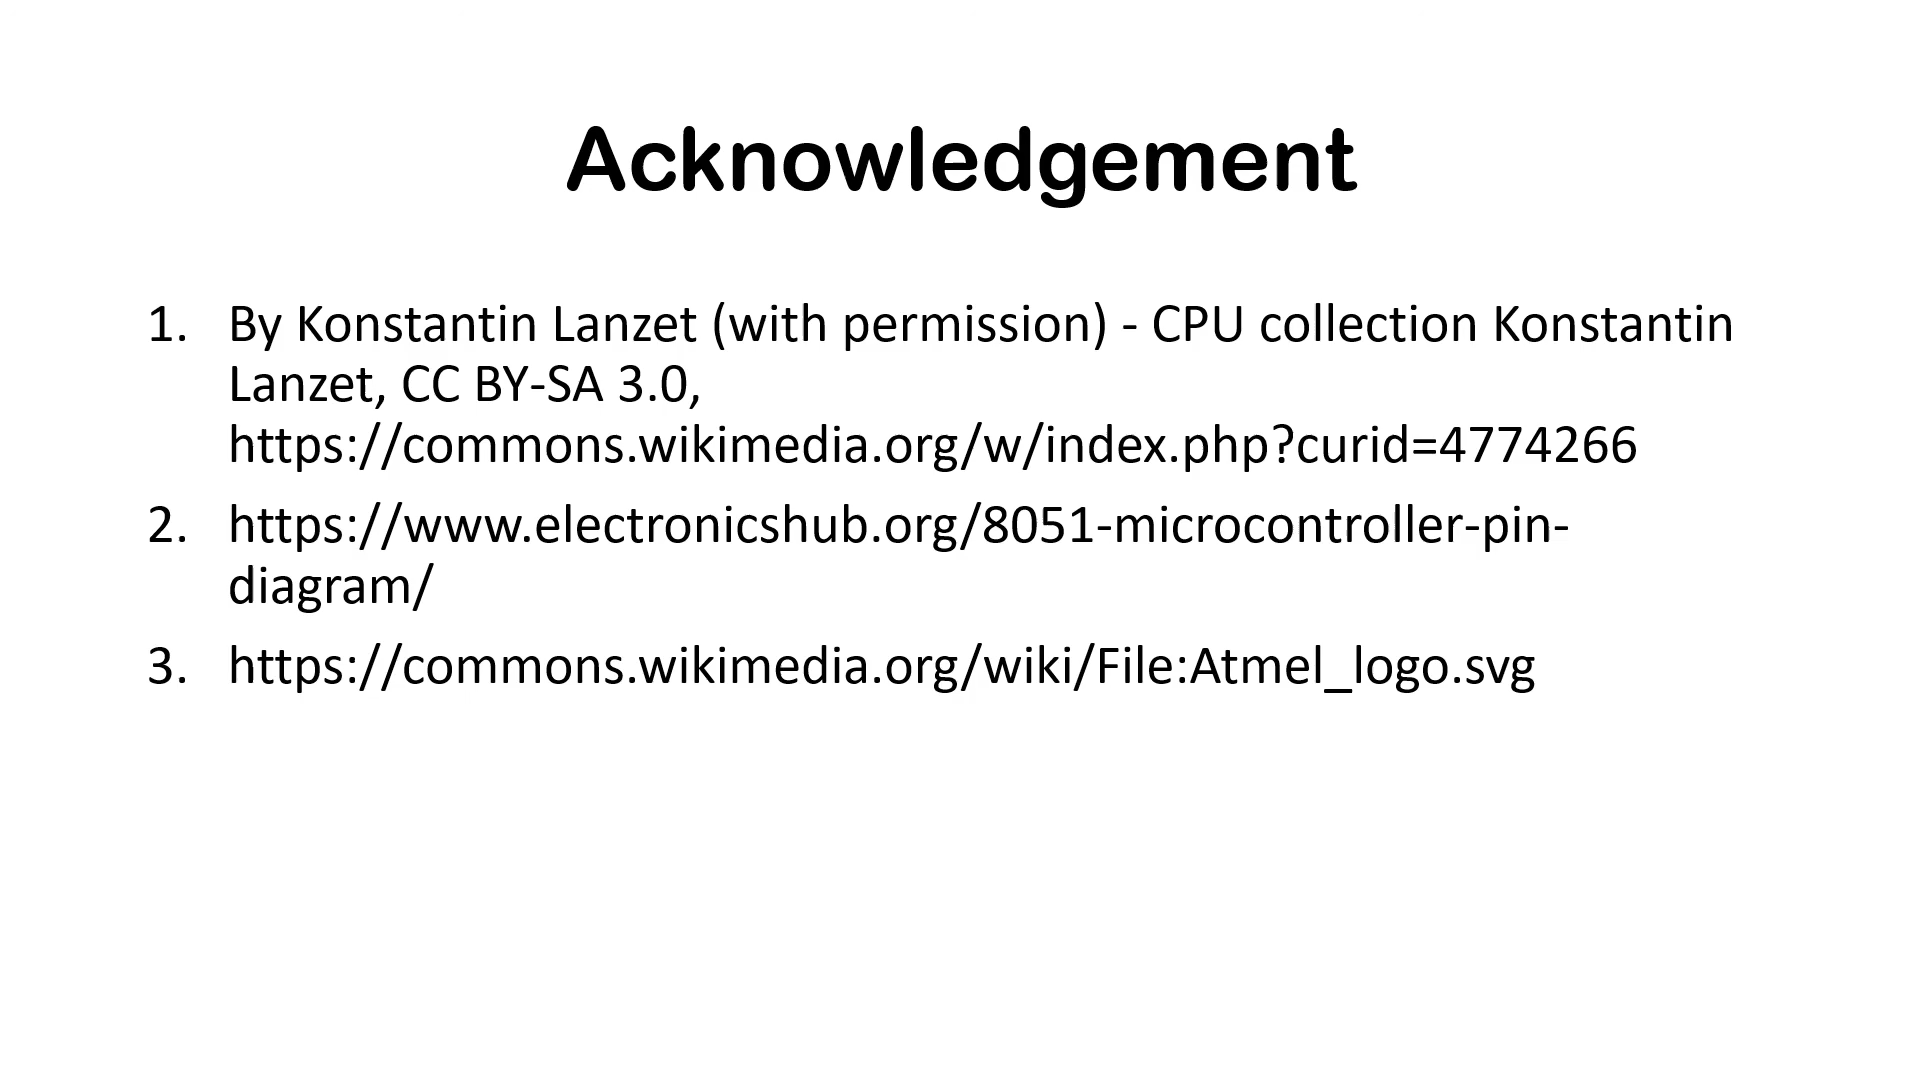 Acknowledgement
1. By Konstantin Lanzet (with permission) - CPU collection Konstantin
Lanzet, CC BY-SA 3.0,
https://commons.wikimedia.org/w/index.php?curid=4774266
2. https://www.electronicshub.org/8051-microcontroller-pin-
diagram/
3. https://commons.wikimedia.org/wiki/File:Atmel_logo.svg